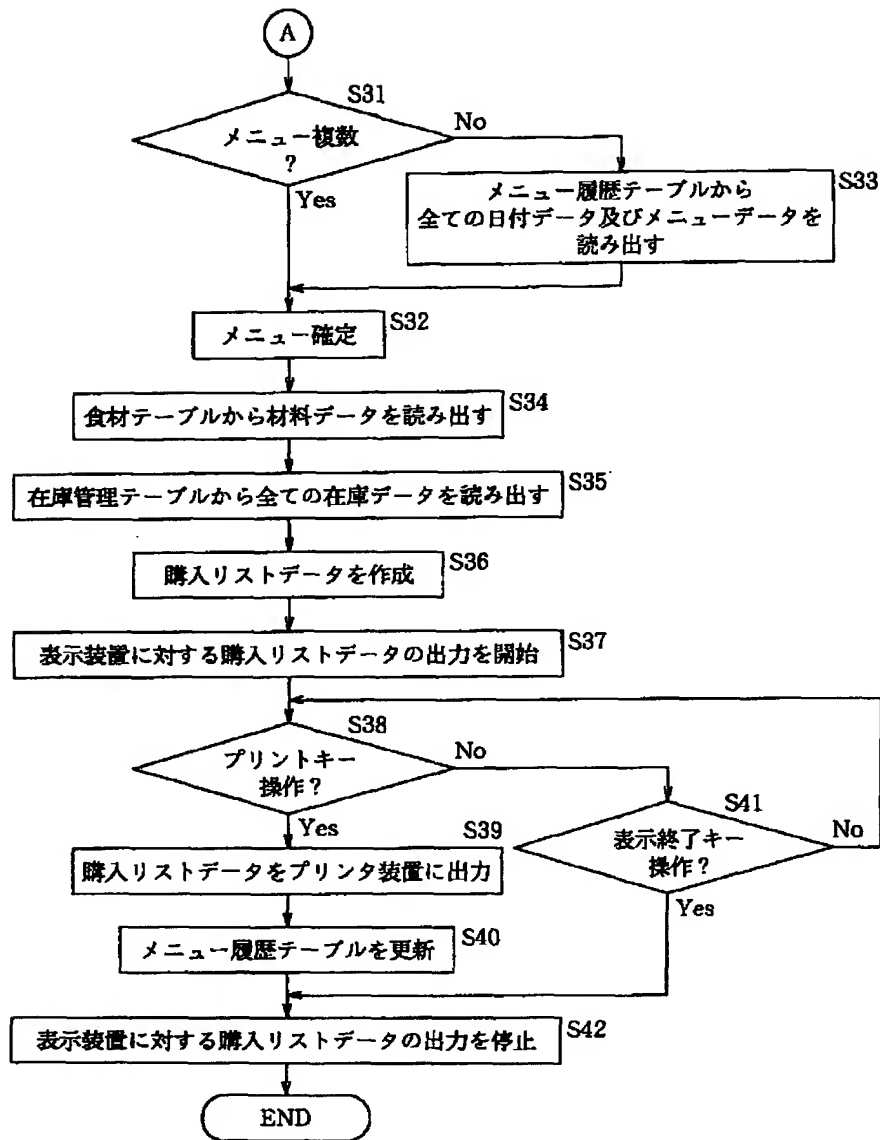 A
S31
メニュー複数
?
No
Yes
メニュー履歴テーブルから
全ての日付データ及びメニューデータを
読み出す
S33
メニュー確定
S32
食材テーブルから材料データを読み出す
S34
在庫管理テーブルから全ての在庫データを読み出す
S35
購入リストデータを作成
S36
表示装置に対する購入リストデータの出力を開始
S37
S38
プリントキー
操作?
No
Yes
S41
表示終了キー
操作?
No
Yes
S39
購入リストデータをプリンタ装置に出力
メニュー履歴テーブルを更新
S40
表示装置に対する購入リストデータの出力を停止
S42
END